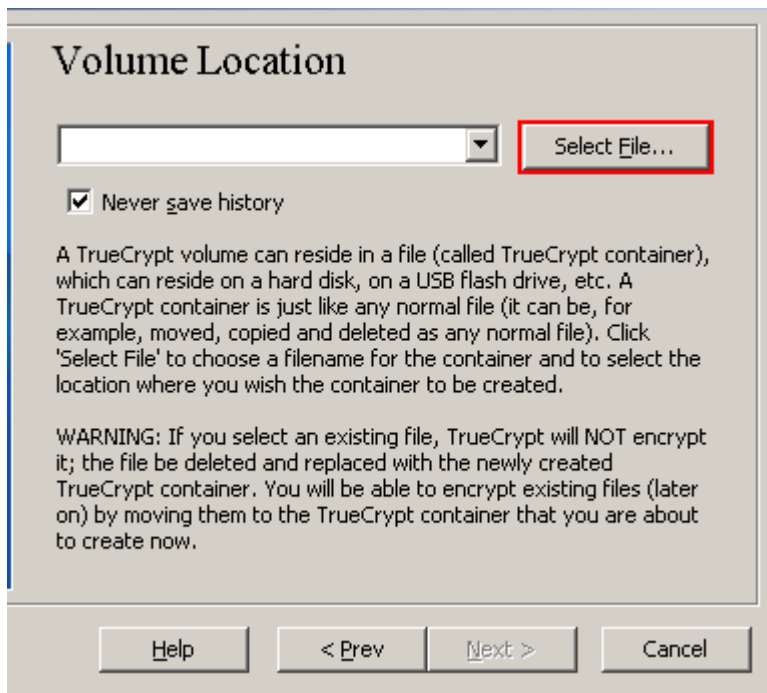 Volume Location
Select File...
Never save history
A TrueCrypt volume can reside in a file (called TrueCrypt container),
which can reside on a hard disk, on a USB flash drive, etc. A
TrueCrypt container is just like any normal file (it can be, for
example, moved, copied and deleted as any normal file). Click
'Select File' to choose a filename for the container and to select the
location where you wish the container to be created.
WARNING: If you select an existing file, TrueCrypt will NOT encrypt
it; the file be deleted and replaced with the newly created
TrueCrypt container. You will be able to encrypt existing files (later
on) by moving them to the TrueCrypt container that you are about
to create now.
Help
< Prev
Next >
Cancel